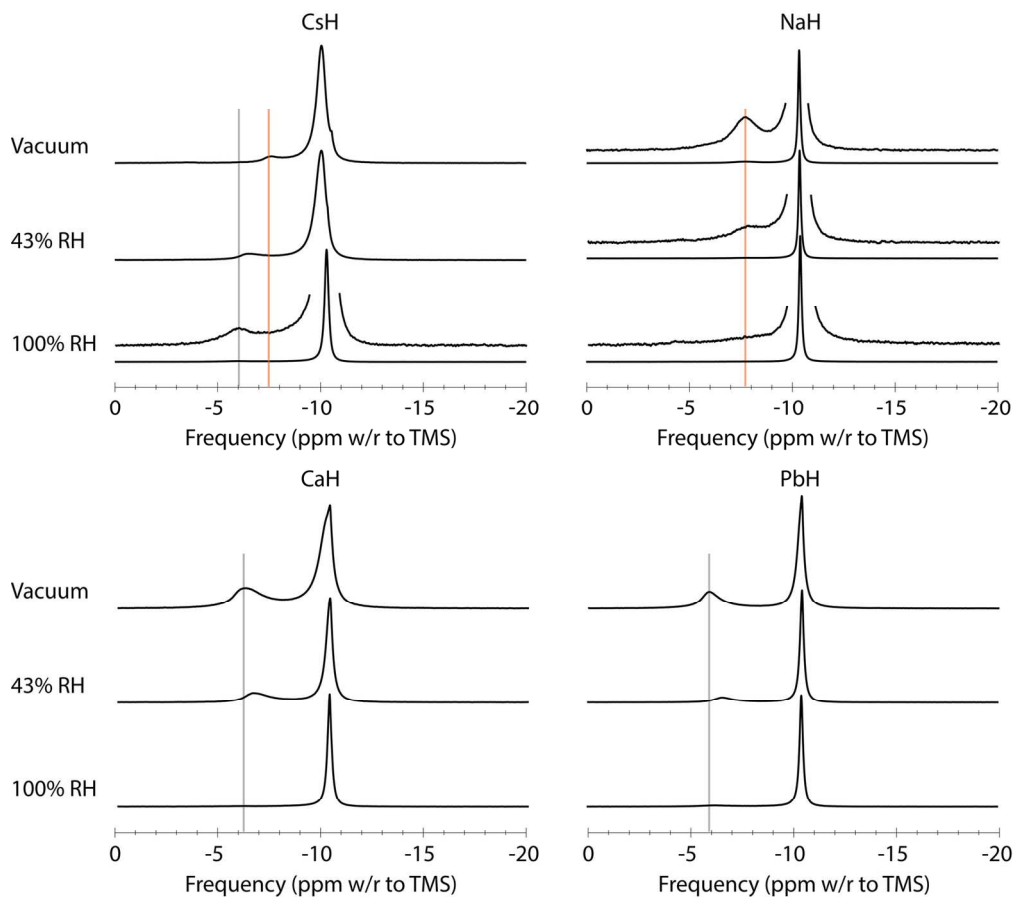 CsH
NaH
Vacuum
43% RH
100% RH
0 -5 -10 -15 -20
Frequency (ppm w/r to TMS)
0 -5 -10 -15 -20
Frequency (ppm w/r to TMS)
CaH
PbH
Vacuum
43% RH
100% RH
0 -5 -10 -15 -20
Frequency (ppm w/r to TMS)
0 -5 -10 -15 -20
Frequency (ppm w/r to TMS)